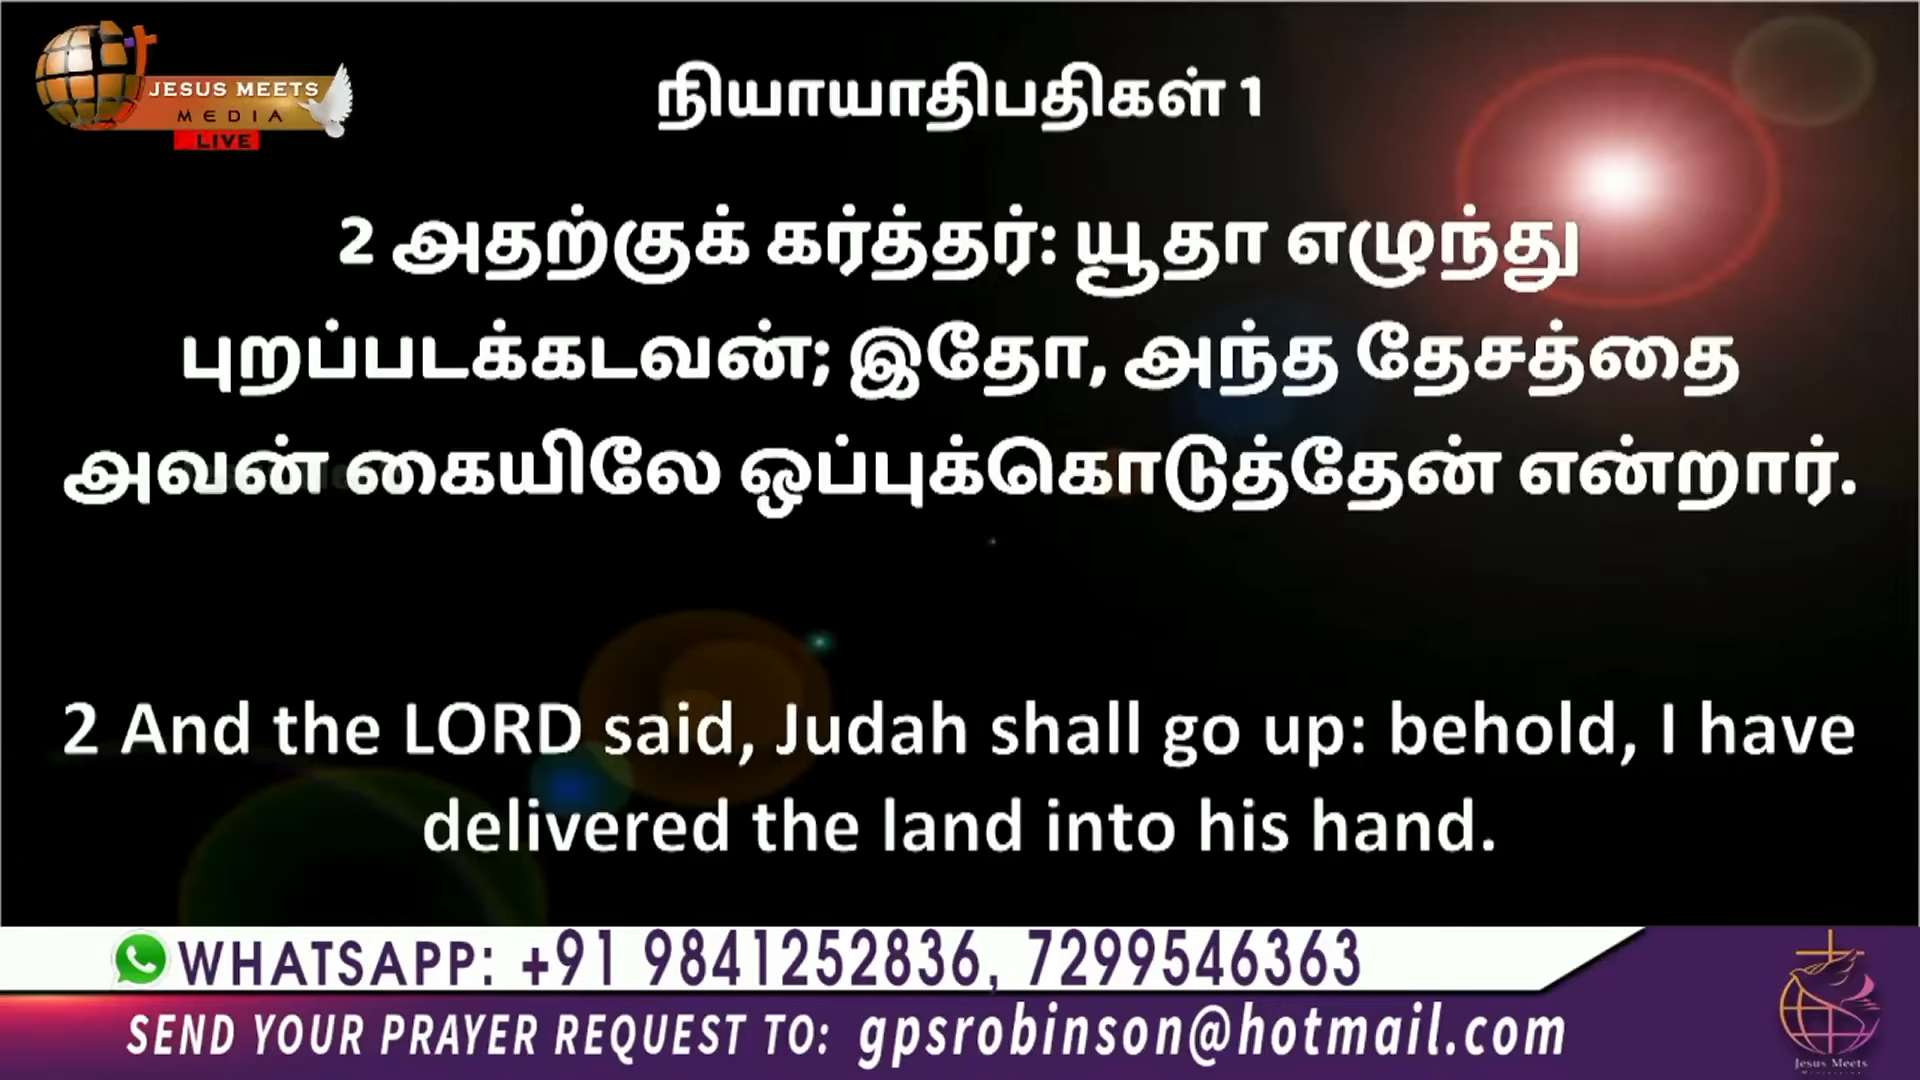 JESUS MEETS
MEDIA
LIVE
நியாயாதிபதிகள் 1
2 அதற்குக் கர்த்தர்: யூதா எழுந்து
புறப்படக்கடவன்; இதோ, அந்த தேசத்தை
அவன் கையிலே ஒப்புக்கொடுத்தேன் என்றார்.
2 And the LORD said, Judah shall go up: behold, I have
delivered the land into his hand.
WHATSAPP: +91 9841252836, 7299546363
SEND YOUR PRAYER REQUEST TO: gpsrobinson@hotmail.com
Jesus Meets